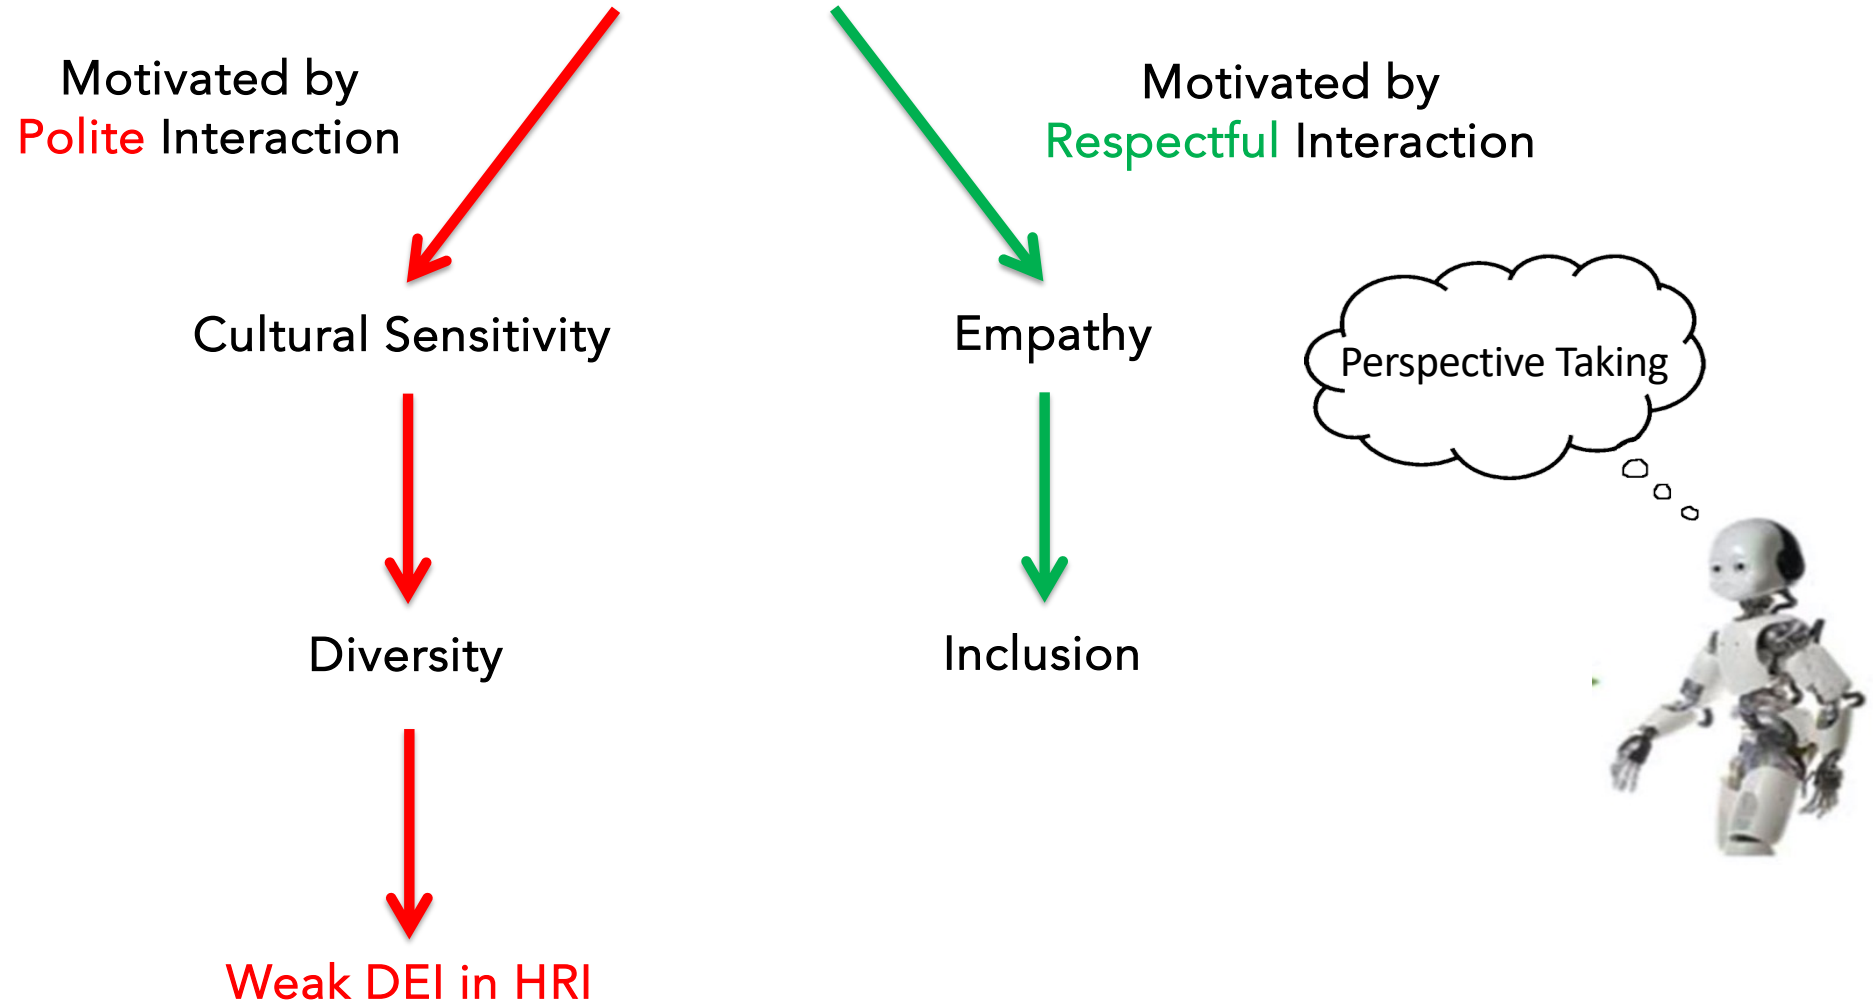 Motivated by
Polite Interaction
Motivated by
Respectful Interaction
Cultural Sensitivity
Empathy
Perspective Taking
Diversity
Inclusion
Weak DEI in HRI